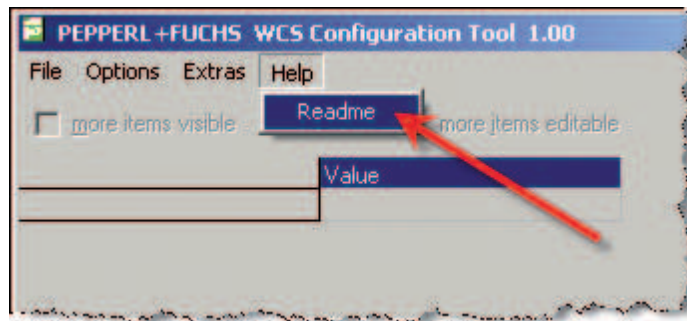 PEPPERL+FUCHS WCS Configuration Tool 1.00
File Options Extras Help
Readme
more items visible more items editable
Value